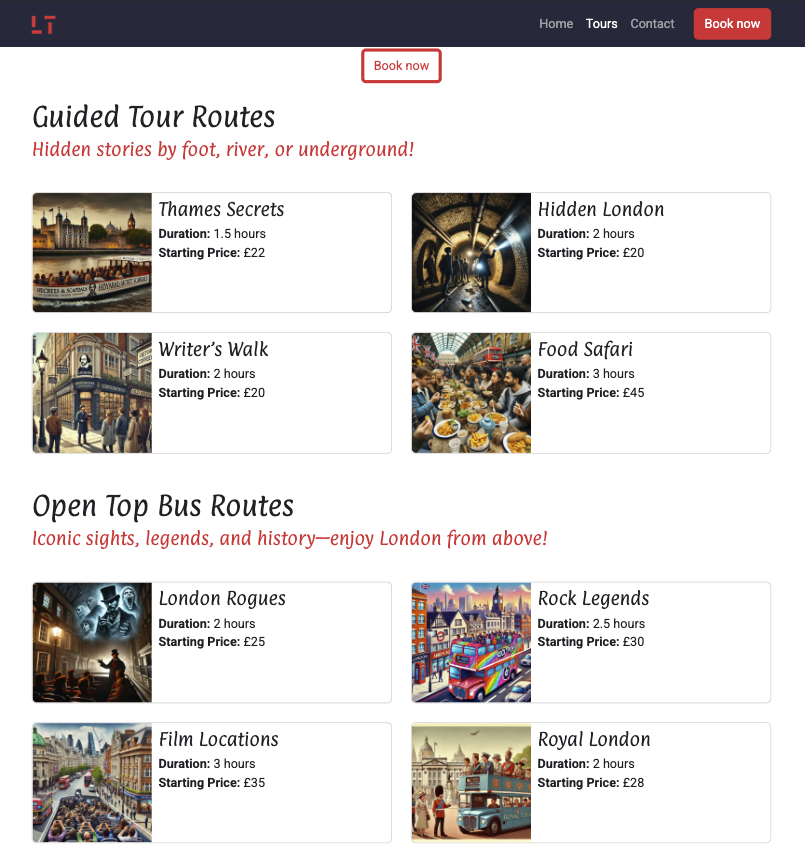 LT
Home Tours Contact Book now
Book now
Guided Tour Routes
Hidden stories by foot, river, or underground!
Thames Secrets
Duration: 1.5 hours
Starting Price: £22
Hidden London
Duration: 2 hours
Starting Price: £20
Writer's Walk
Duration: 2 hours
Starting Price: £20
Food Safari
Duration: 3 hours
Starting Price: £45
Open Top Bus Routes
Iconic sights, legends, and history—enjoy London from above!
London Rogues
Duration: 2 hours
Starting Price: £25
Rock Legends
Duration: 2.5 hours
Starting Price: £30
Film Locations
Duration: 3 hours
Starting Price: £35
Royal London
Duration: 2 hours
Starting Price: £28